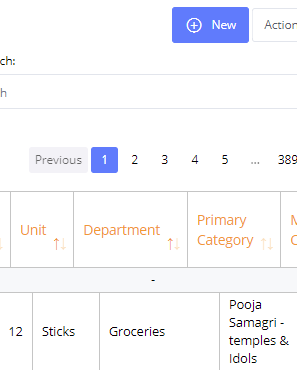 New
Action
ch:
h
Previous 1 2 3 4 5 ... 389
Unit Department Primary Category
-
12 Sticks Groceries Pooja
Samagri -
temples &
Idols